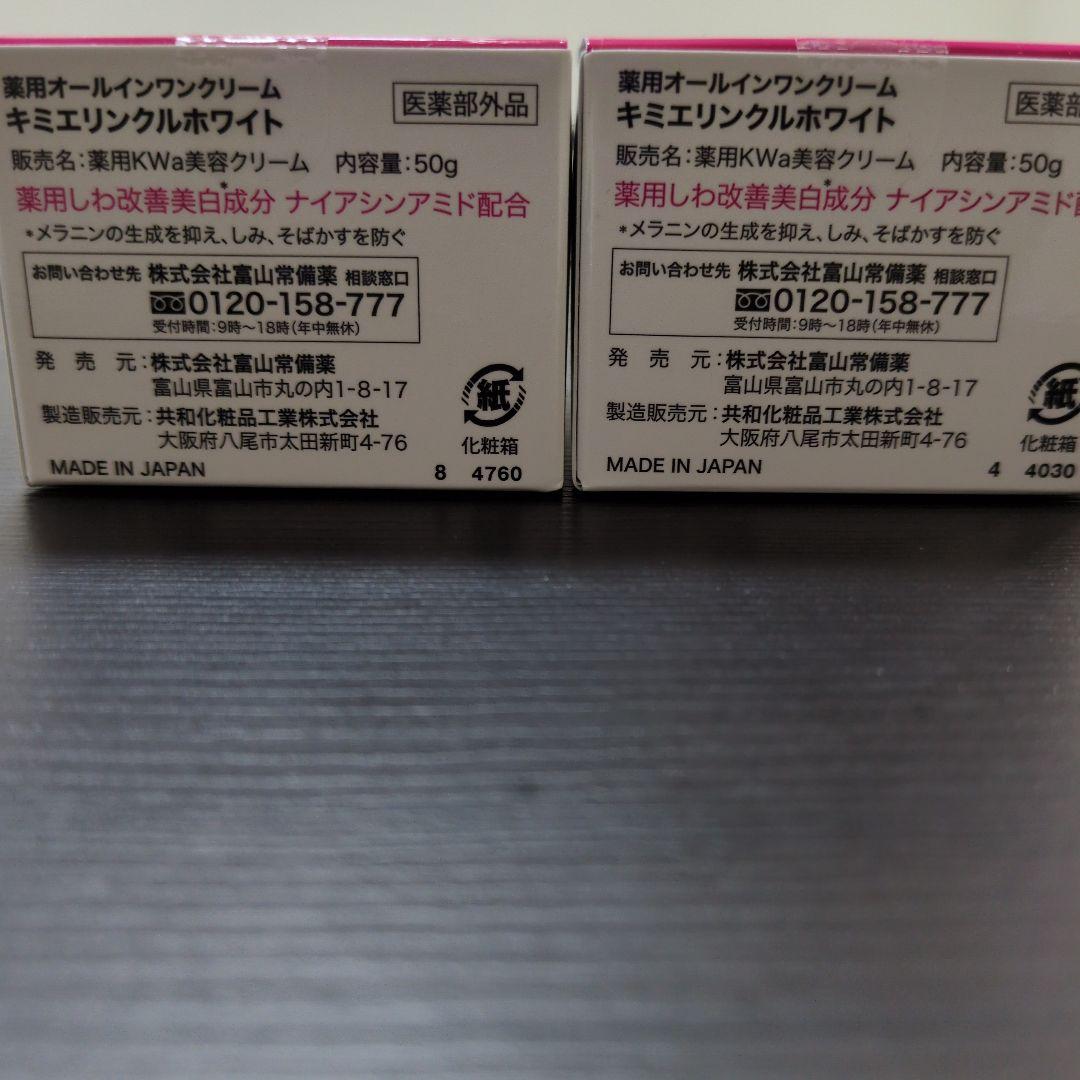 薬用オールインワンクリーム
キミエリンクルホワイト
医薬部外品
販売名:薬用KWa美容クリーム 内容量:50g
薬用しわ改善美白*成分 ナイアシンアミド配合
*メラニンの生成を抑え、しみ、そばかすを防ぐ
お問い合わせ先 株式会社富山常備薬 相談窓口
0120-158-777
受付時間:9時〜18時(年中無休)
発売元:株式会社富山常備薬
富山県富山市丸の内1-8-17
製造販売元:共和化粧品工業株式会社
大阪府八尾市太田新町4-76
紙
化粧箱
MADE IN JAPAN
8 4760
薬用オールインワンクリーム
キミエリンクルホワイト
医薬部
販売名:薬用KWa美容クリーム 内容量:50g
薬用しわ改善美白*成分 ナイアシンアミド
*メラニンの生成を抑え、しみ、そばかすを防ぐ
お問い合わせ先 株式会社富山常備薬 相談窓口
0120-158-777
受付時間:9時〜18時(年中無休)
発売元:株式会社富山常備薬
富山県富山市丸の内1-8-17
製造販売元:共和化粧品工業株式会社
大阪府八尾市太田新町4-76
紙
化粧箱
MADE IN JAPAN
4 4030